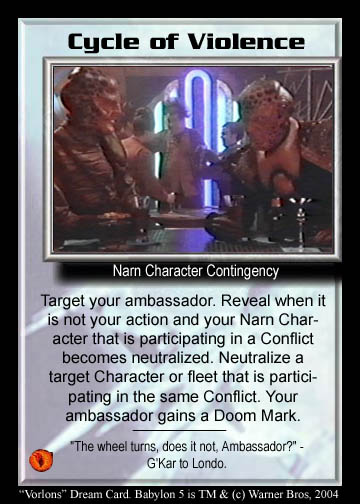 Cycle of Violence
Narn Character Contingency
Target your ambassador. Reveal when it
is not your action and your Narn Char-
acter that is participating in a Conflict
becomes neutralized. Neutralize a
target Character or fleet that is partici-
pating in the same Conflict. Your
ambassador gains a Doom Mark.
"The wheel turns, does it not, Ambassador?" -
G'Kar to Londo.
“Vorlons” Dream Card. Babylon 5 is TM & (c) Warner Bros, 2004